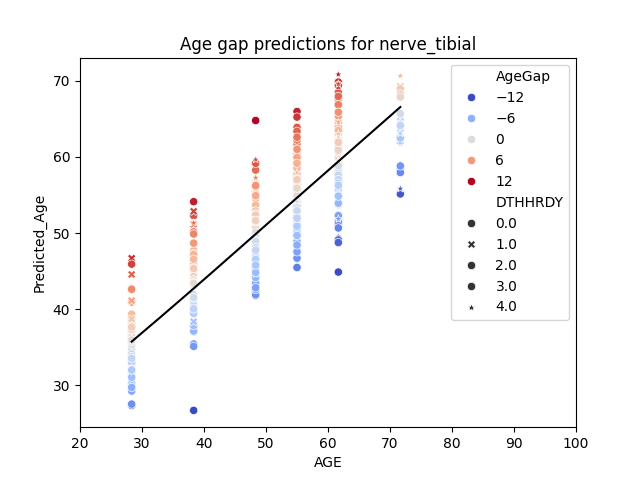 Age gap predictions for nerve_tibial
Predicted_Age
70
60
50
40
30
20 30 40 50 60 70 80 90 100
AGE
AgeGap
−12
−6
0
6
12
DTHHRDY
0.0
1.0
2.0
3.0
4.0